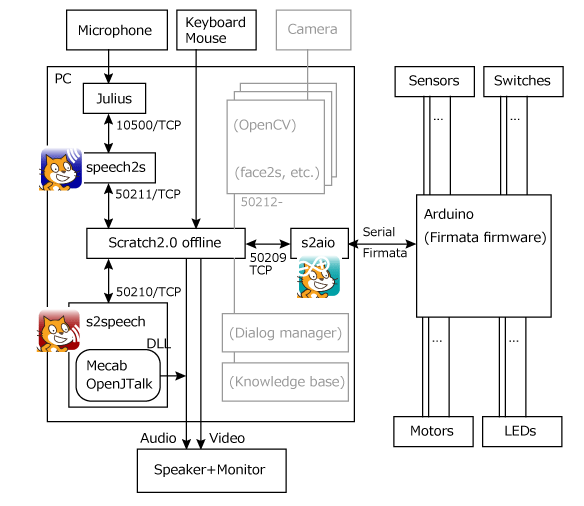 Microphone
Keyboard
Mouse
Camera
PC
Julius
10500/TCP
speech2s
50211/TCP
(OpenCV)
(face2s, etc.)
50212-
Scratch2.0 offline
50209
TCP
s2aio
Serial
Firmata
50210/TCP
s2speech
DLL
Mecab
OpenJTalk
(Dialog manager)
(Knowledge base)
Audio
Video
Speaker+Monitor
Sensors
Switches
...
...
Arduino
(Firmata firmware)
...
...
Motors
LEDs